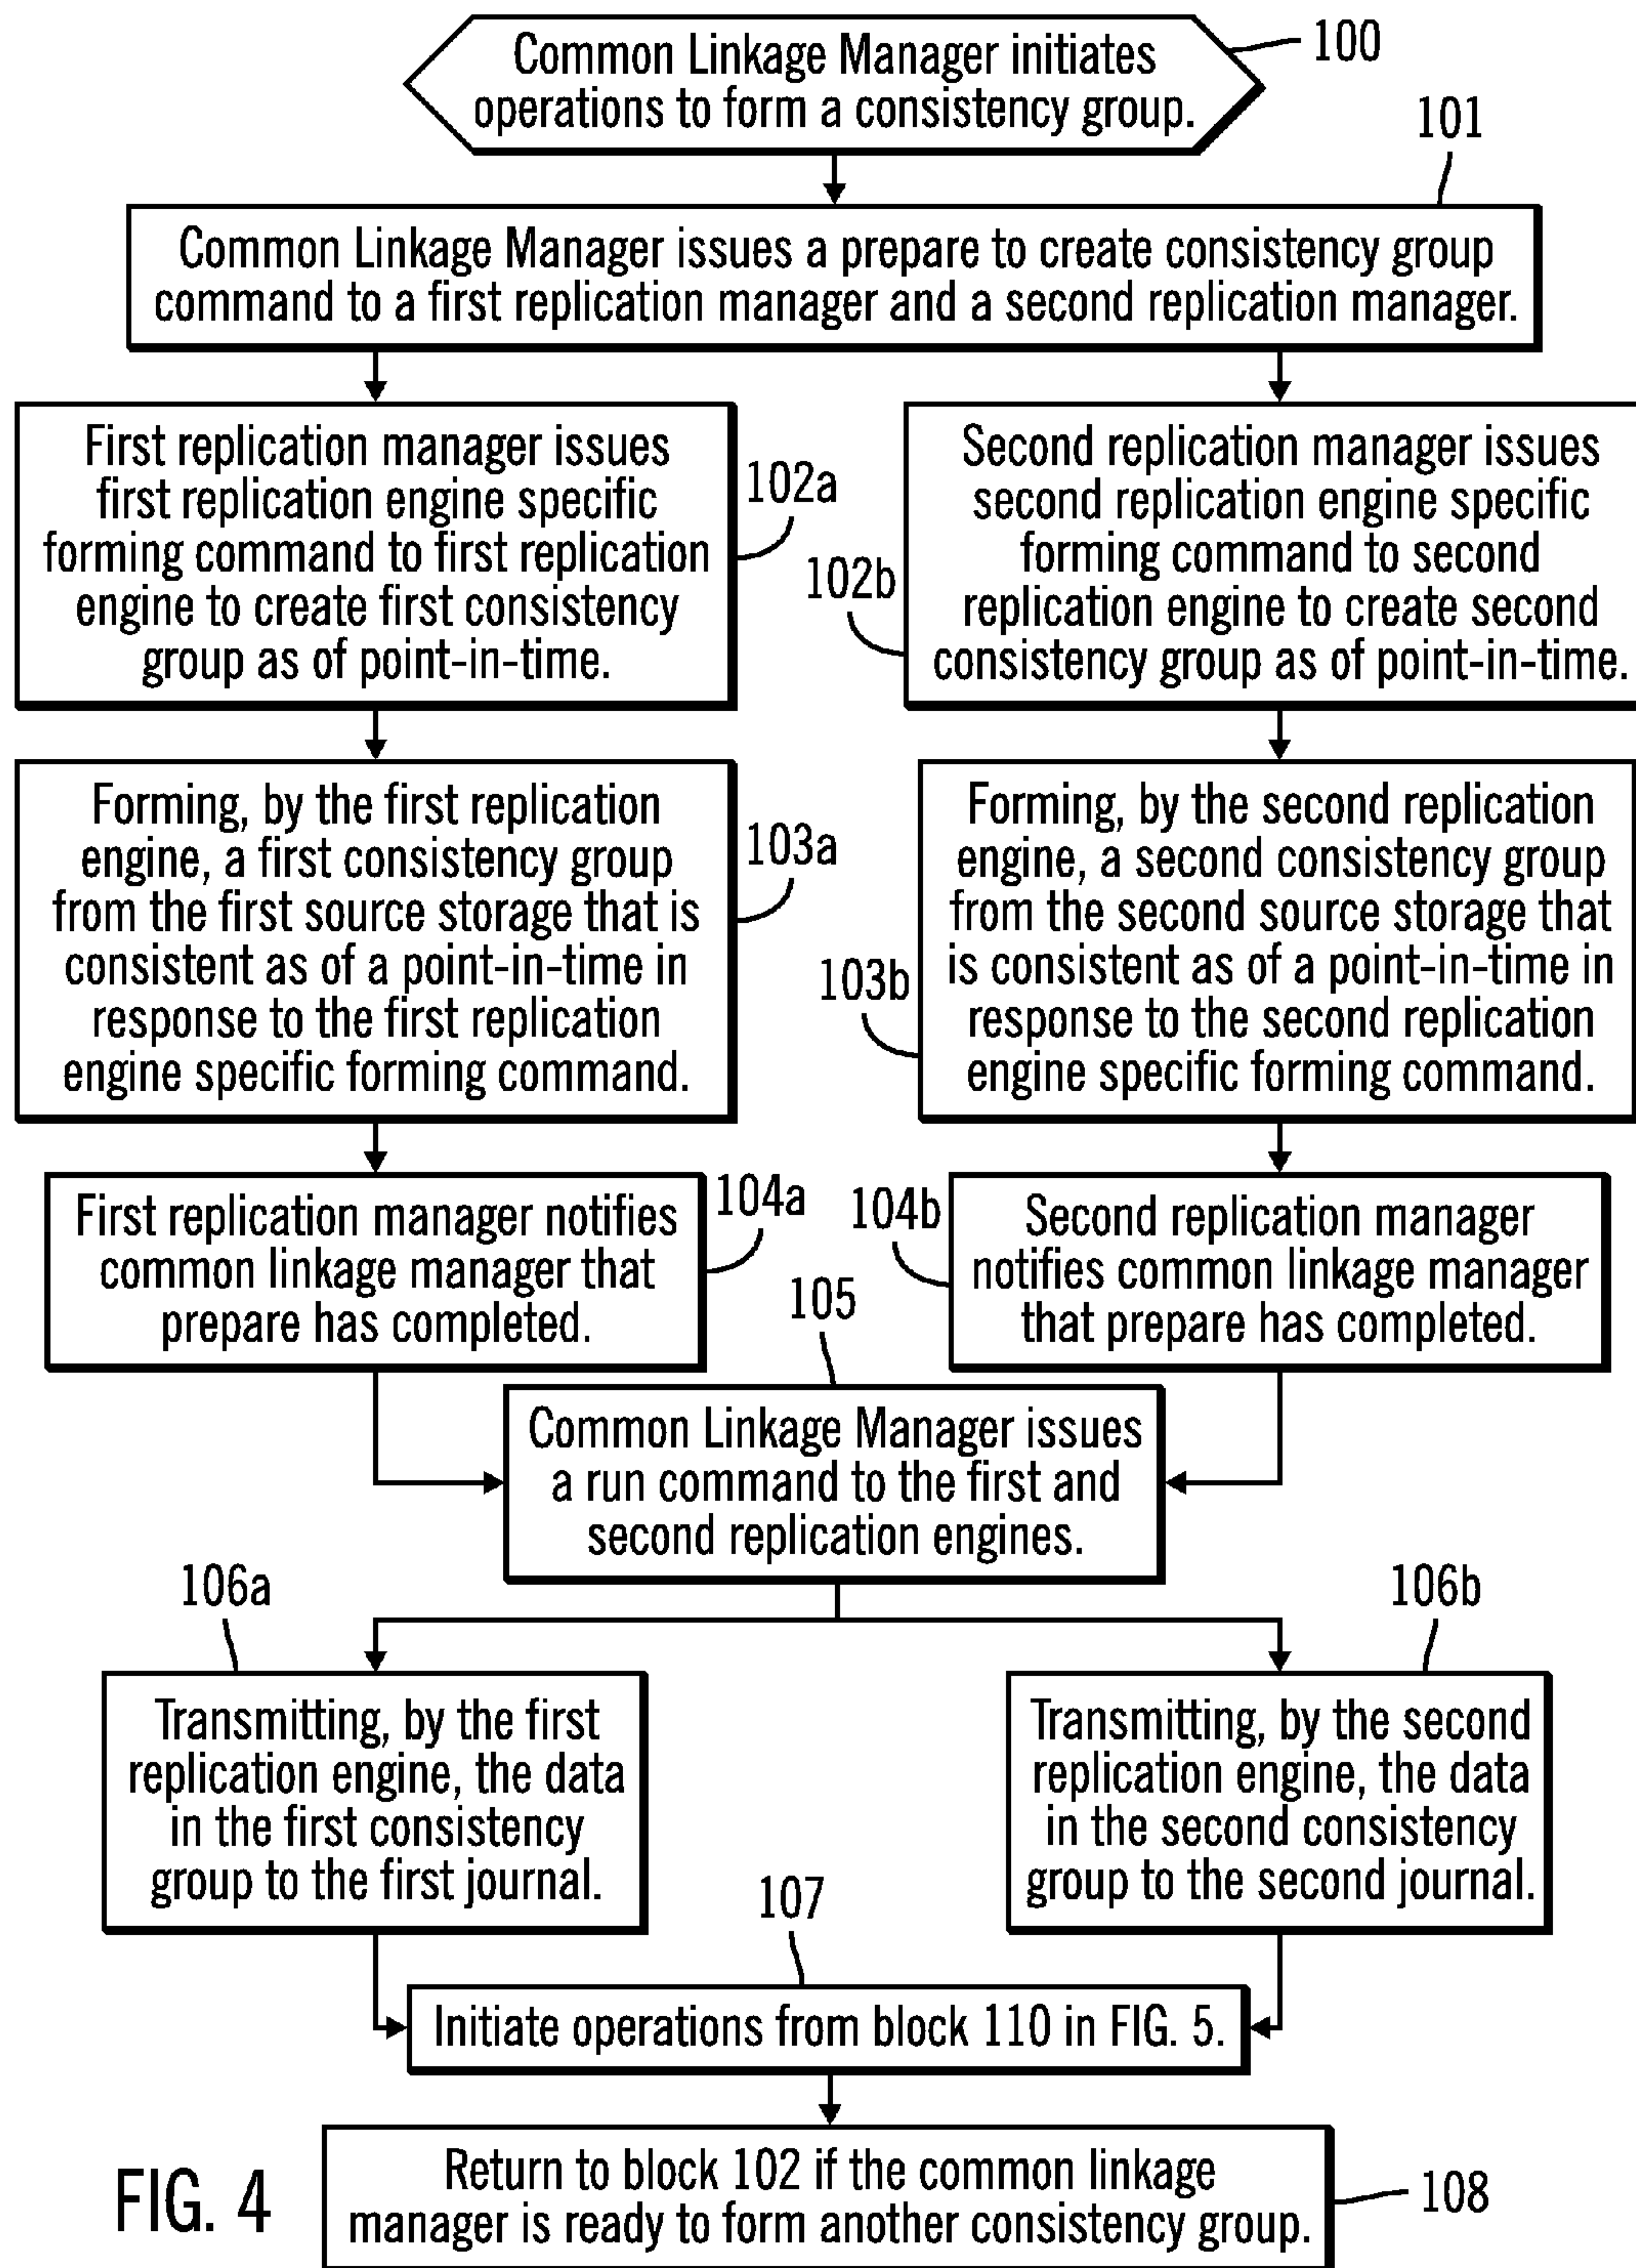 Common Linkage Manager initiates
operations to form a consistency group.
100
101
Common Linkage Manager issues a prepare to create consistency group
command to a first replication manager and a second replication manager.
First replication manager issues
first replication engine specific
forming command to first replication
engine to create first consistency
group as of point-in-time.
102a
102b
Second replication manager issues
second replication engine specific
forming command to second
replication engine to create second
consistency group as of point-in-time.
Forming, by the first replication
engine, a first consistency group
from the first source storage that is
consistent as of a point-in-time in
response to the first replication
engine specific forming command.
103a
103b
Forming, by the second replication
engine, a second consistency group
from the second source storage that
is consistent as of a point-in-time in
response to the second replication
engine specific forming command.
First replication manager notifies
common linkage manager that
prepare has completed.
104a
104b
Second replication manager
notifies common linkage manager
that prepare has completed.
105
Common Linkage Manager issues
a run command to the first and
second replication engines.
106a
106b
Transmitting, by the first
replication engine, the data
in the first consistency
group to the first journal.
Transmitting, by the second
replication engine, the data
in the second consistency
group to the second journal.
107
Initiate operations from block 110 in FIG. 5.
Return to block 102 if the common linkage
manager is ready to form another consistency group.
108
FIG. 4